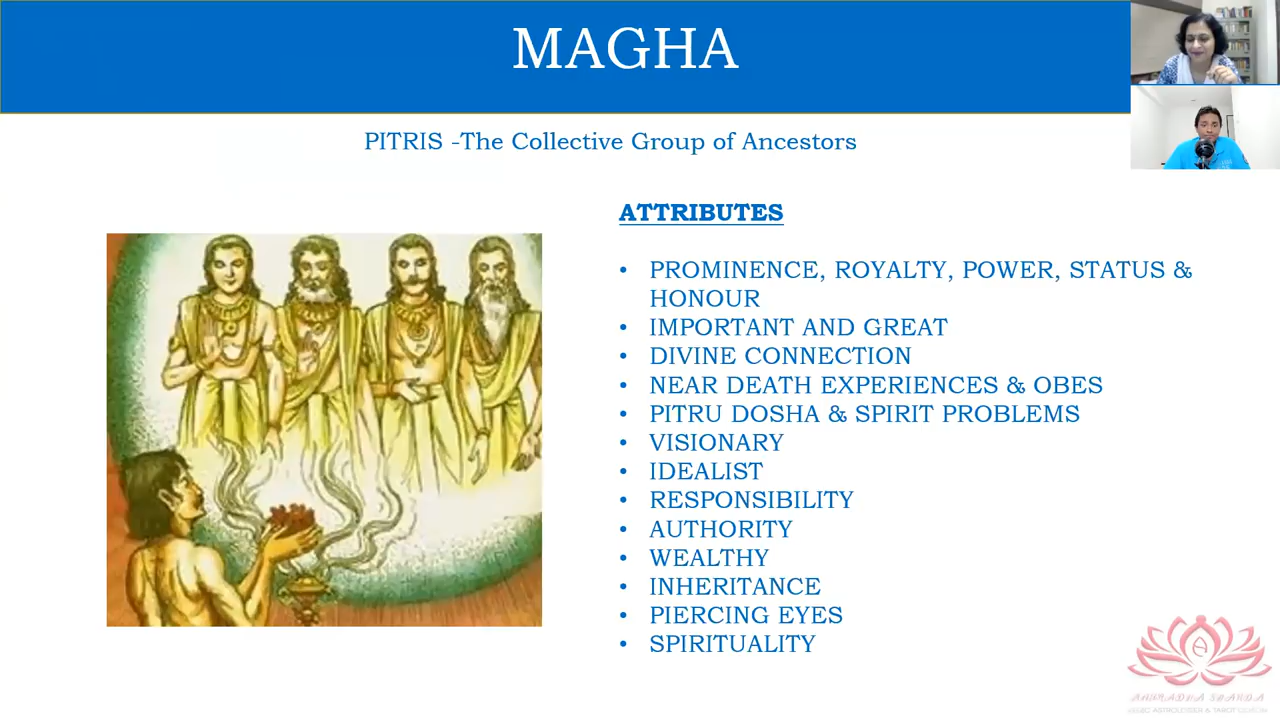 MAGHA
PITRIS -The Collective Group of Ancestors
ATTRIBUTES
• PROMINENCE, ROYALTY, POWER, STATUS &
HONOUR
• IMPORTANT AND GREAT
• DIVINE CONNECTION
• NEAR DEATH EXPERIENCES & OBES
• PITRU DOSHA & SPIRIT PROBLEMS
• VISIONARY
• IDEALIST
• RESPONSIBILITY
• AUTHORITY
• WEALTHY
• INHERITANCE
• PIERCING EYES
• SPIRITUALITY